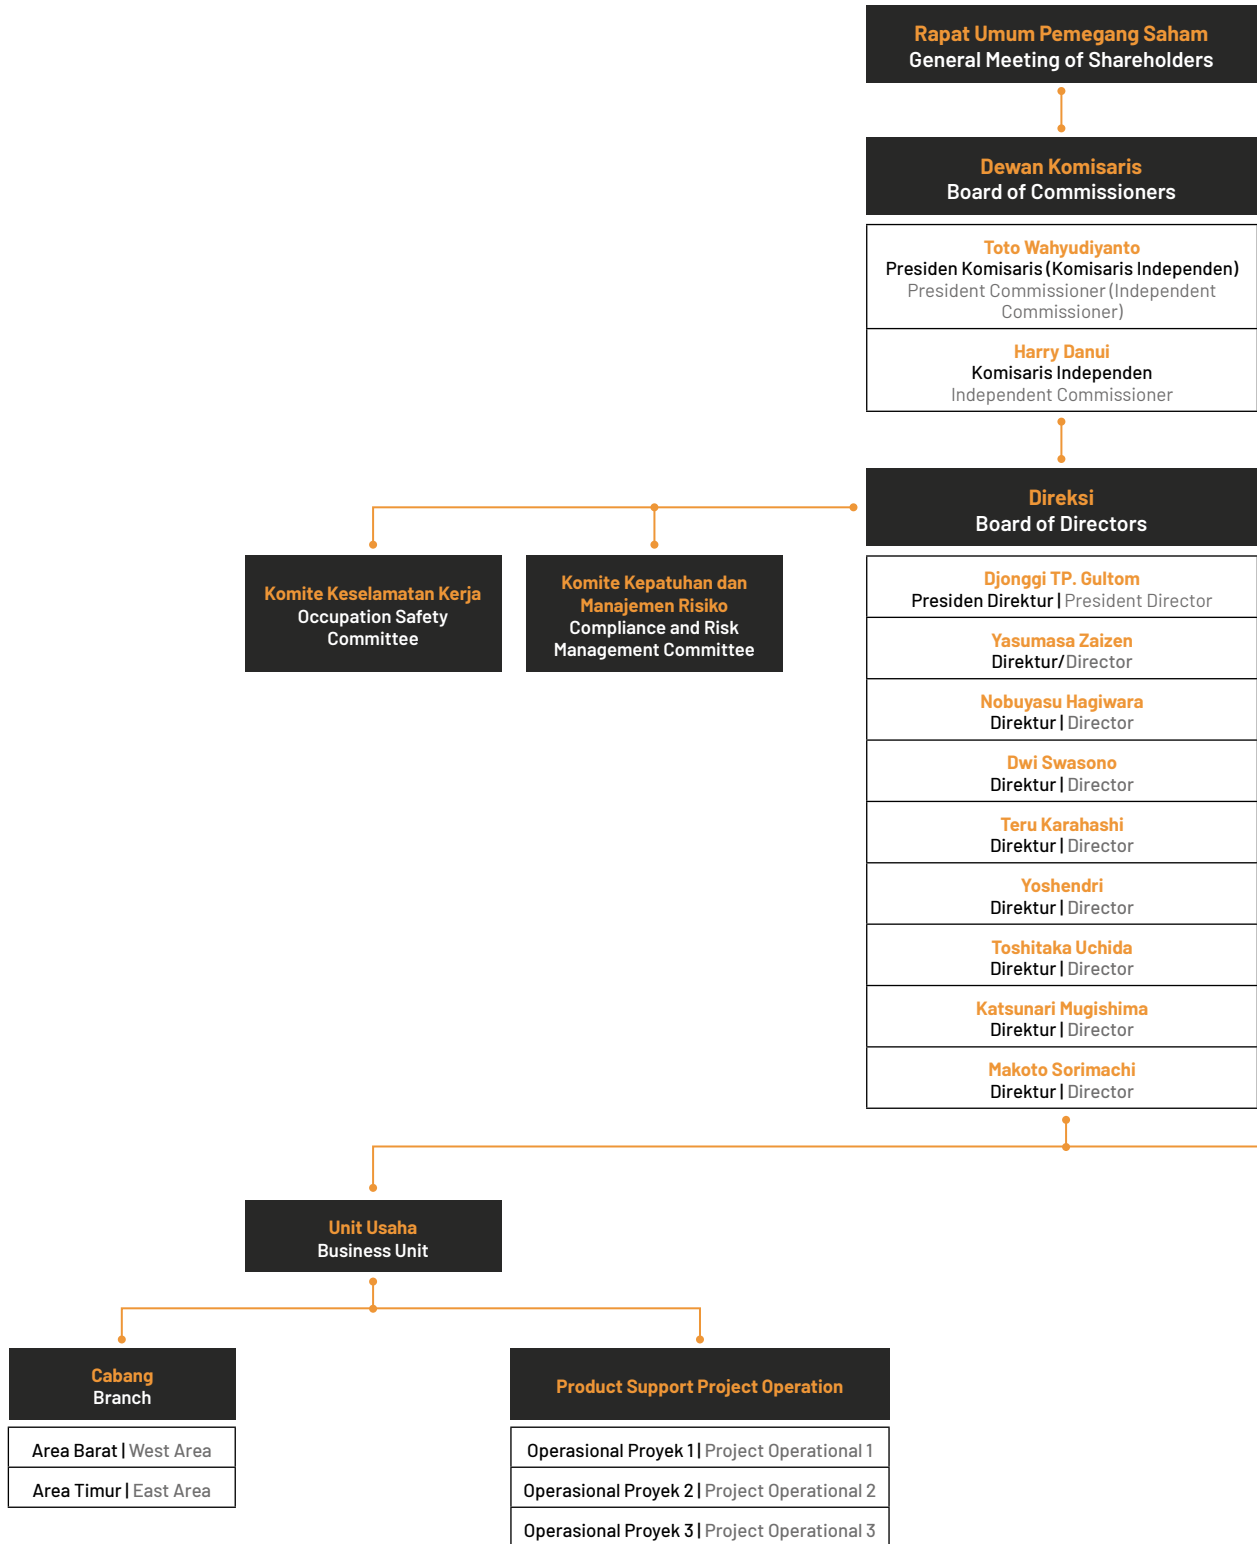 Rapat Umum Pemegang Saham
General Meeting of Shareholders
Dewan Komisaris
Board of Commissioners
Toto Wahyudiyanto
Presiden Komisaris (Komisaris Independen)
President Commissioner (Independent
Commissioner)
Harry Danui
Komisaris Independen
Independent Commissioner
Direksi
Board of Directors
Komite Keselamatan Kerja
Occupation Safety
Committee
Komite Kepatuhan dan
Manajemen Risiko
Compliance and Risk
Management Committee
Djonggi TP. Gultom
Presiden Direktur | President Director
Yasumasa Zaizen
Direktur/Director
Nobuyasu Hagiwara
Direktur | Director
Dwi Swasono
Direktur | Director
Teru Karahashi
Direktur | Director
Yoshendri
Direktur | Director
Toshitaka Uchida
Direktur | Director
Katsunari Mugishima
Direktur | Director
Makoto Sorimachi
Direktur | Director
Unit Usaha
Business Unit
Cabang
Branch
Area Barat | West Area
Area Timur | East Area
Product Support Project Operation
Operasional Proyek 1 | Project Operational 1
Operasional Proyek 2 | Project Operational 2
Operasional Proyek 3 | Project Operational 3